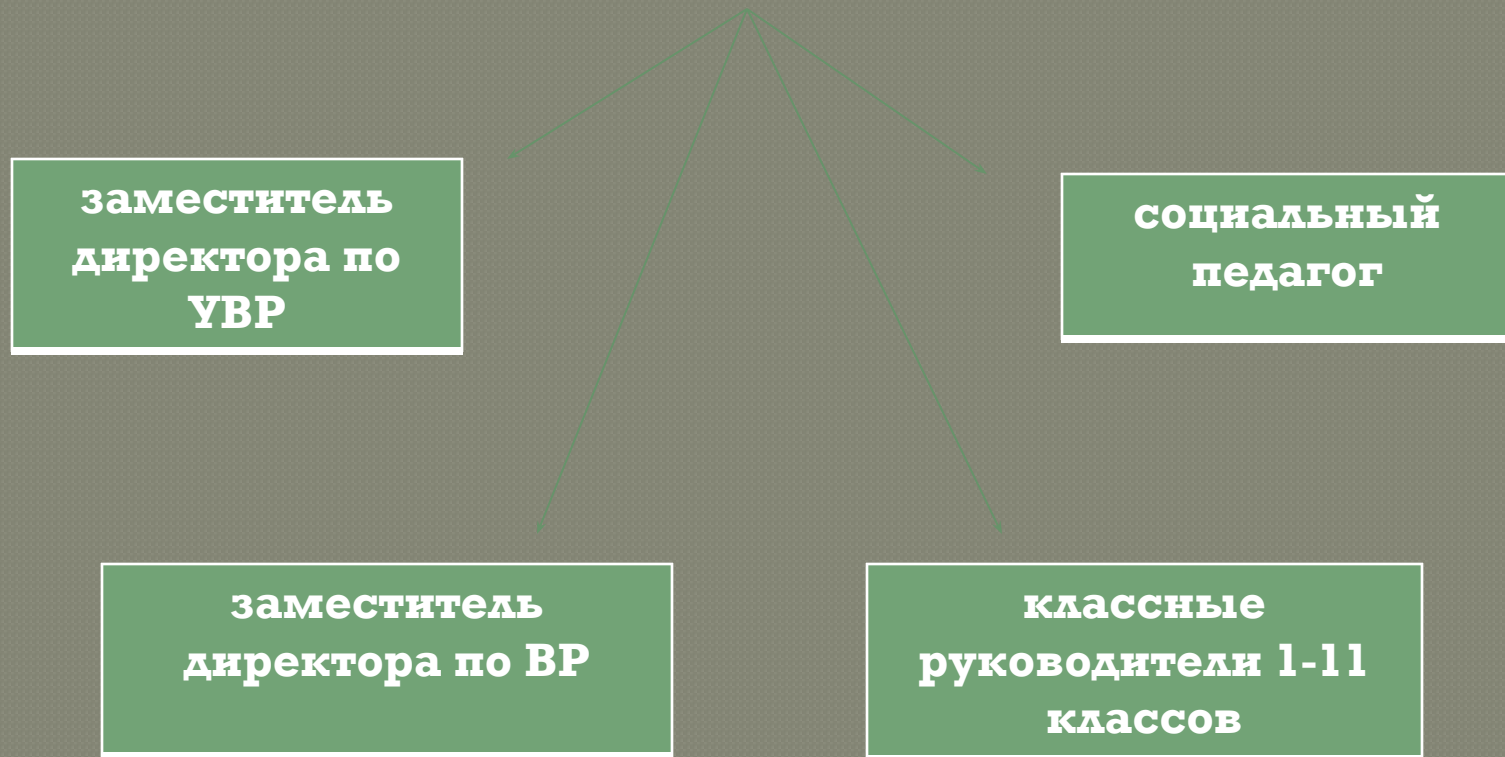 заместитель
директора по
УВР
социальный
педагог
заместитель
директора по ВР
классные
руководители 1-11
классов